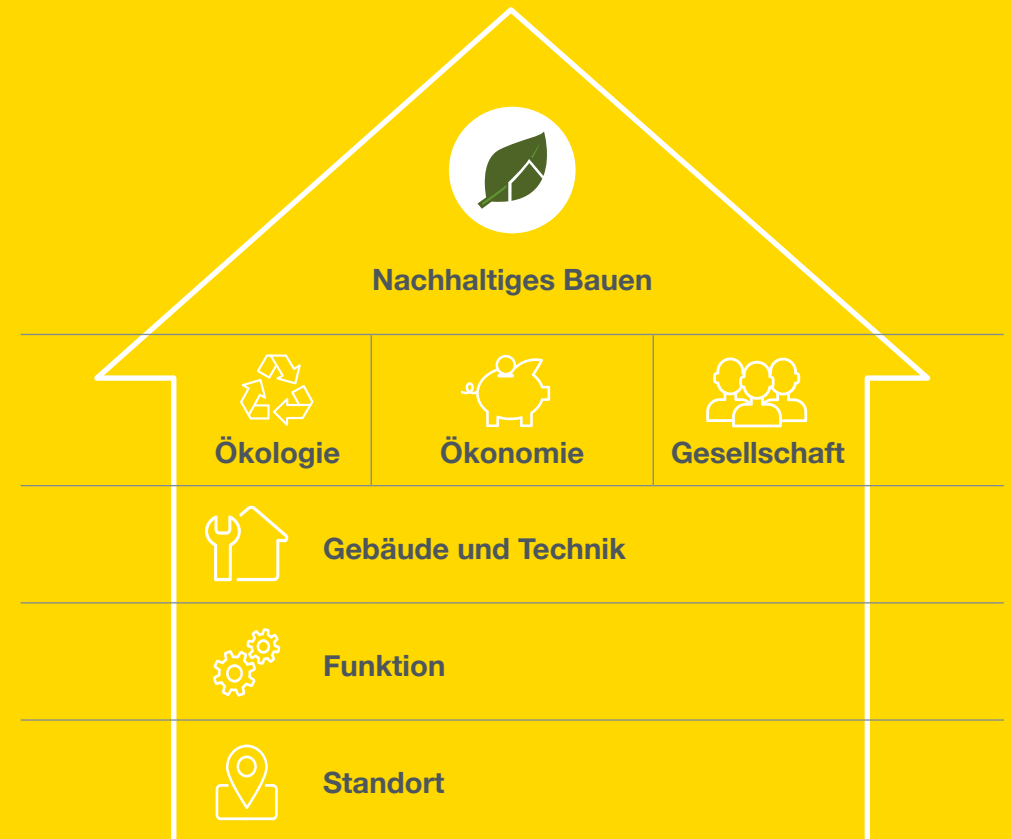 Nachhaltiges Bauen
Ökologie
Ökonomie
Gesellschaft
Gebäude und Technik
Funktion
Standort